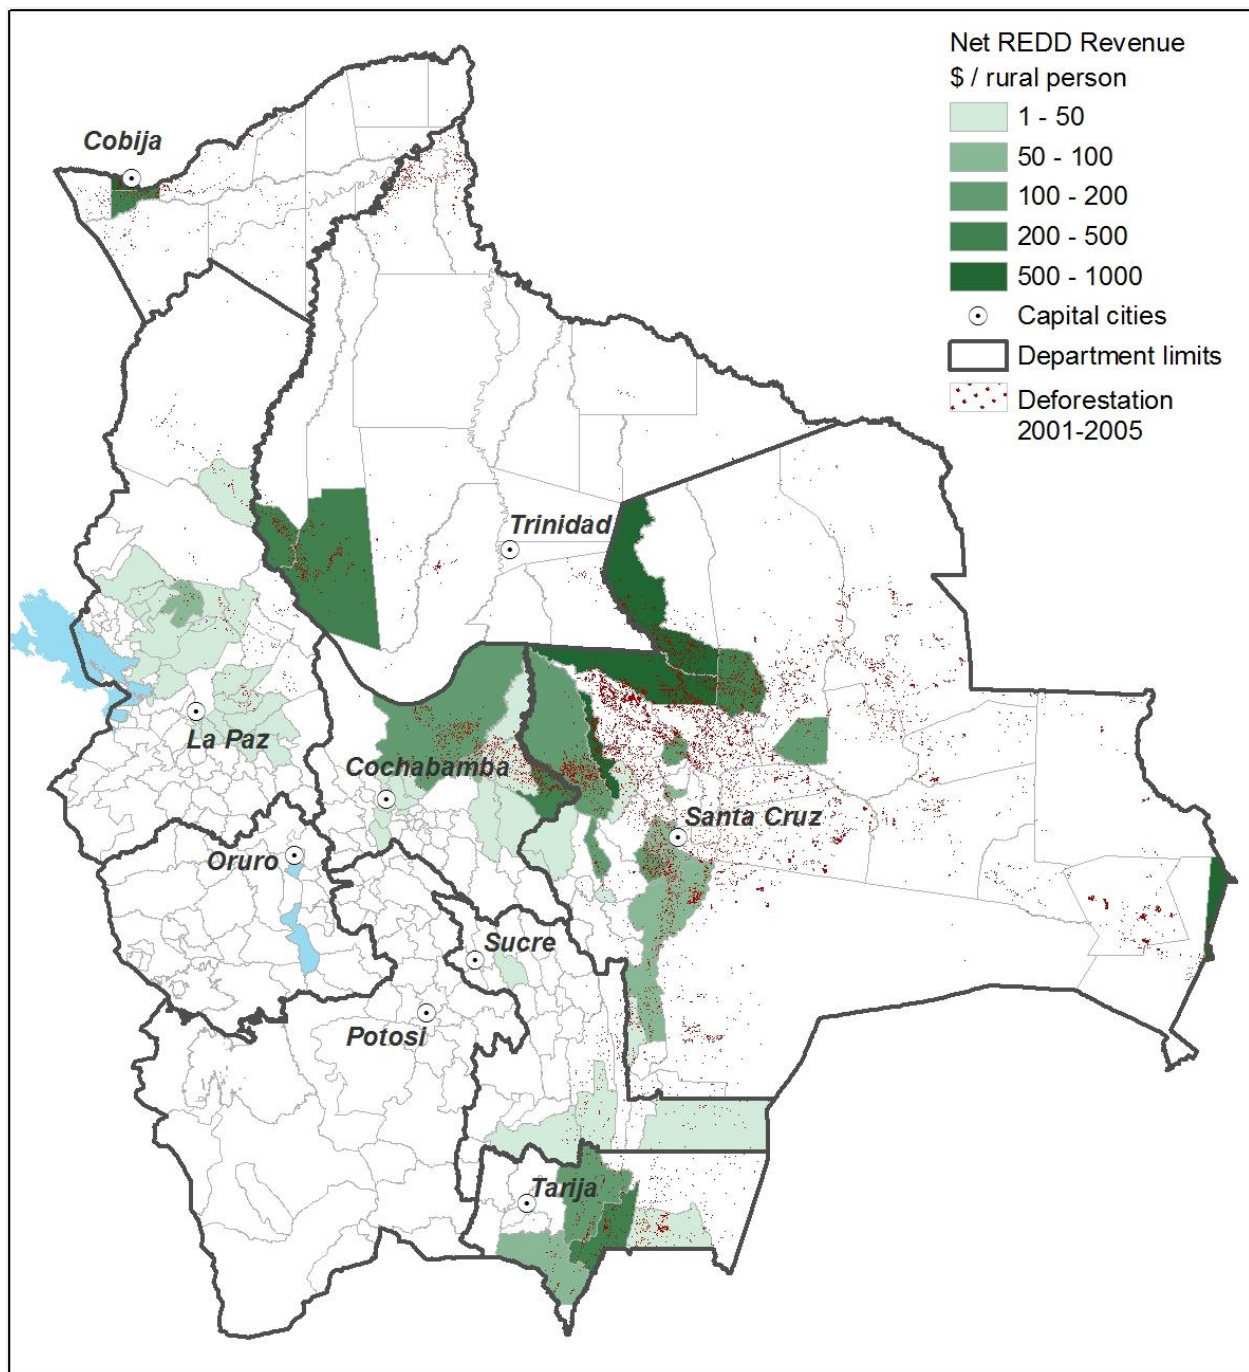 Net REDD Revenue
$ / rural person
1 - 50
50 - 100
100 - 200
200 - 500
500 - 1000
Capital cities
Department limits
Deforestation
2001-2005
Cobija
Trinidad
La Paz
Cochabamba
Santa Cruz
Oruro
Sucre
Potosi
Tarija